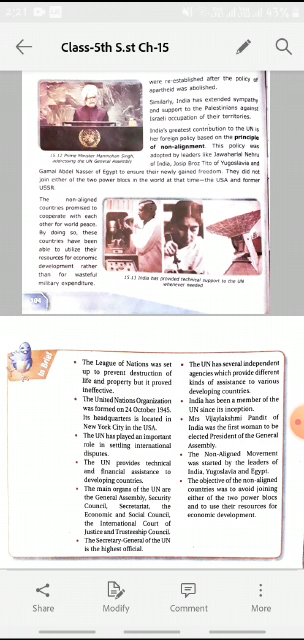 2:21
43%
Class-5th S.st Ch-15
were re-established after the policy of
apartheid was abolished.
Similarly, India has extended sympathy
and support to the Palestinians against
Israeli occupation of their territories.
India's greatest contribution to the UN is
her foreign policy based on the principle
of non-alignment. This policy was
adopted by leaders like Jawaharlal Nehru
of India, Josip Broz Tito of Yugoslavia and
15.12 Prime Minister Manmohan Singh,
addressing the UN General Assembly
Gamal Abdel Nasser of Egypt to ensure their newly gained freedom. They did not
join either of the two power blocs in the world at that time—the USA and former
USSR.
The non-aligned
countries promised to
cooperate with each
other for world peace.
By doing so, these
countries have been
able to utilize their
resources for economic
development rather
than for wasteful
military expenditure.
15.13 India has provided technical support to the UN
whenever needed
104
In Brief
• The League of Nations was set
up to prevent destruction of
life and property but it proved
ineffective.
• The United Nations Organization
was formed on 24 October 1945.
Its headquarters is located in
New York City in the USA.
• The UN has played an important
role in settling international
disputes.
• The UN provides technical
and financial assistance to
developing countries.
• The main organs of the UN are
the General Assembly, Security
Council, Secretariat, the
Economic and Social Council,
the International Court of
Justice and Trusteeship Council.
• The Secretary-General of the UN
is the highest official.
• The UN has several independent
agencies which provide different
kinds of assistance to various
developing countries.
• India has been a member of the
UN since its inception.
• Mrs Vijaylakshmi Pandit of
India was the first woman to be
elected President of the General
Assembly.
• The Non-Aligned Movement
was started by the leaders of
India, Yugoslavia and Egypt.
• The objective of the non-aligned
countries was to avoid joining
either of the two power blocs
and to use their resources for
economic development.
Share
Modify
Comment
More